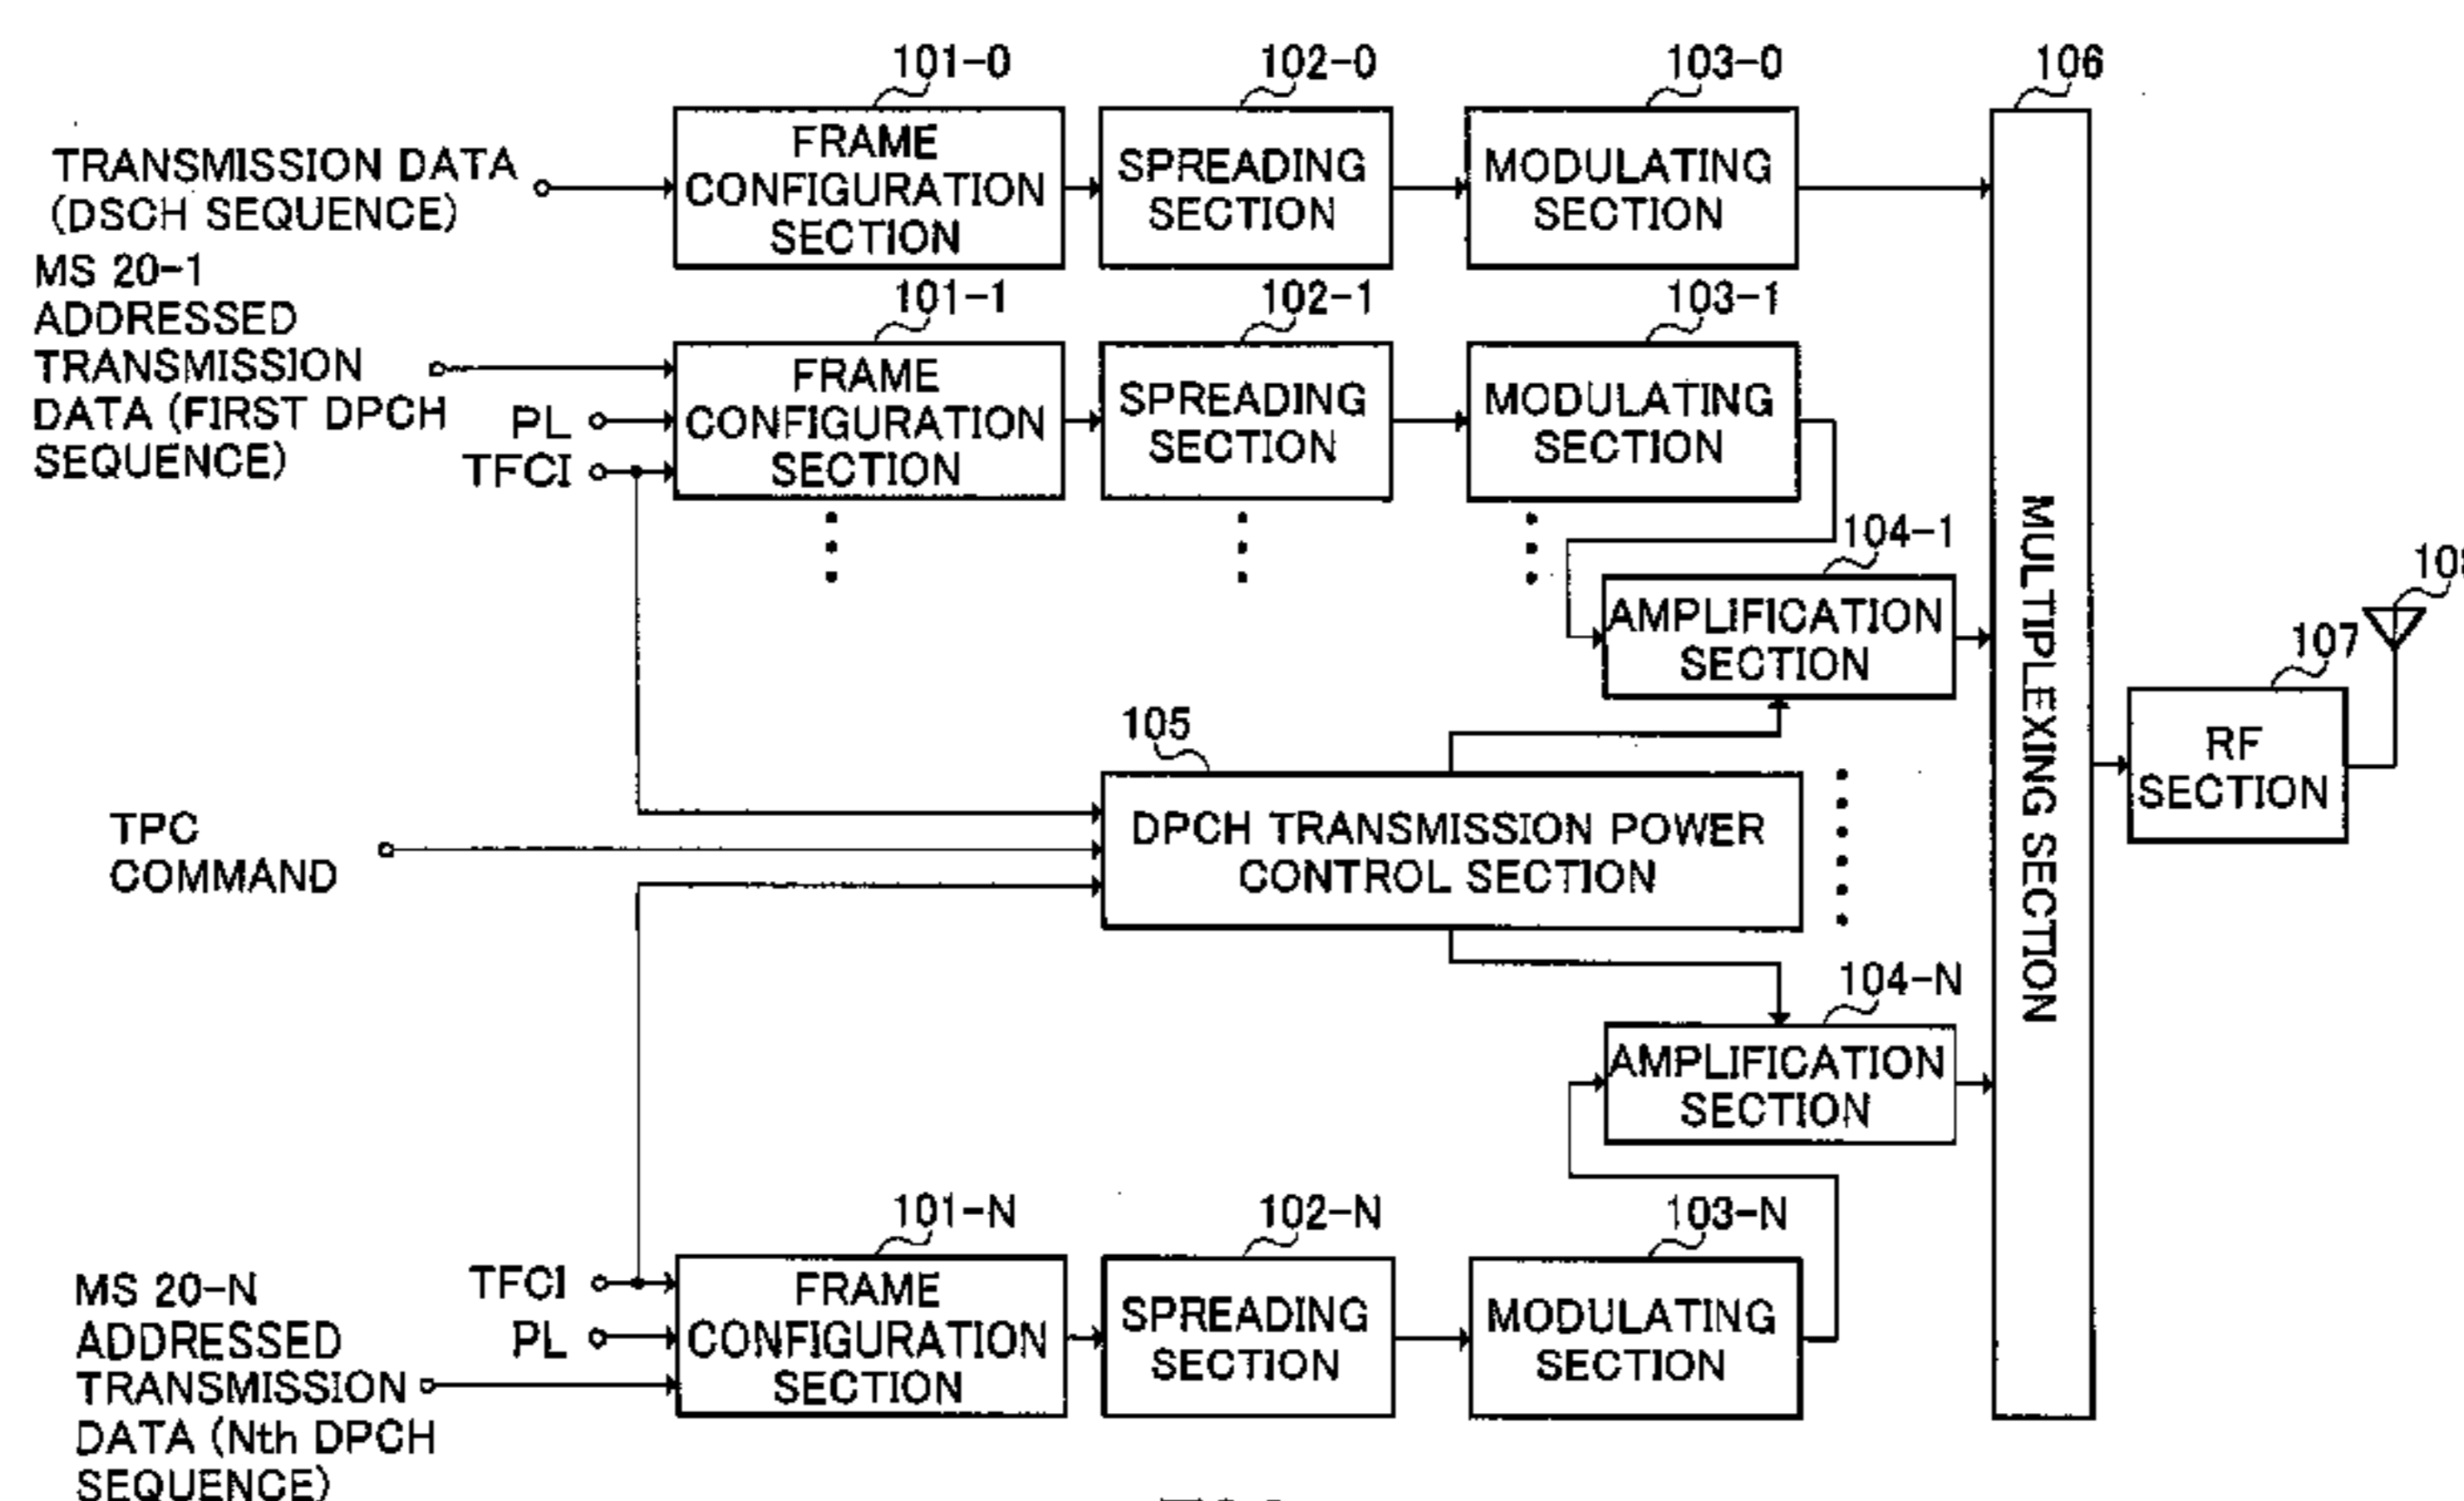 101-0
102-0
103-0
106
TRANSMISSION DATA
(DSCH SEQUENCE)
FRAME
CONFIGURATION
SECTION
SPREADING
SECTION
MODULATING
SECTION
MS 20-1
ADDRESSED
TRANSMISSION
DATA (FIRST DPCH
SEQUENCE)
PL
TFCI
101-1
102-1
103-1
FRAME
CONFIGURATION
SECTION
SPREADING
SECTION
MODULATING
SECTION
104-1
AMPLIFICATION
SECTION
MULTIPLEXING SECTION
107
RF
SECTION
105
TPC
COMMAND
DPCH TRANSMISSION POWER
CONTROL SECTION
104-N
AMPLIFICATION
SECTION
101-N
102-N
103-N
MS 20-N
ADDRESSED
TRANSMISSION
DATA (Nth DPCH
SEQUENCE)
TFCI
PL
FRAME
CONFIGURATION
SECTION
SPREADING
SECTION
MODULATING
SECTION